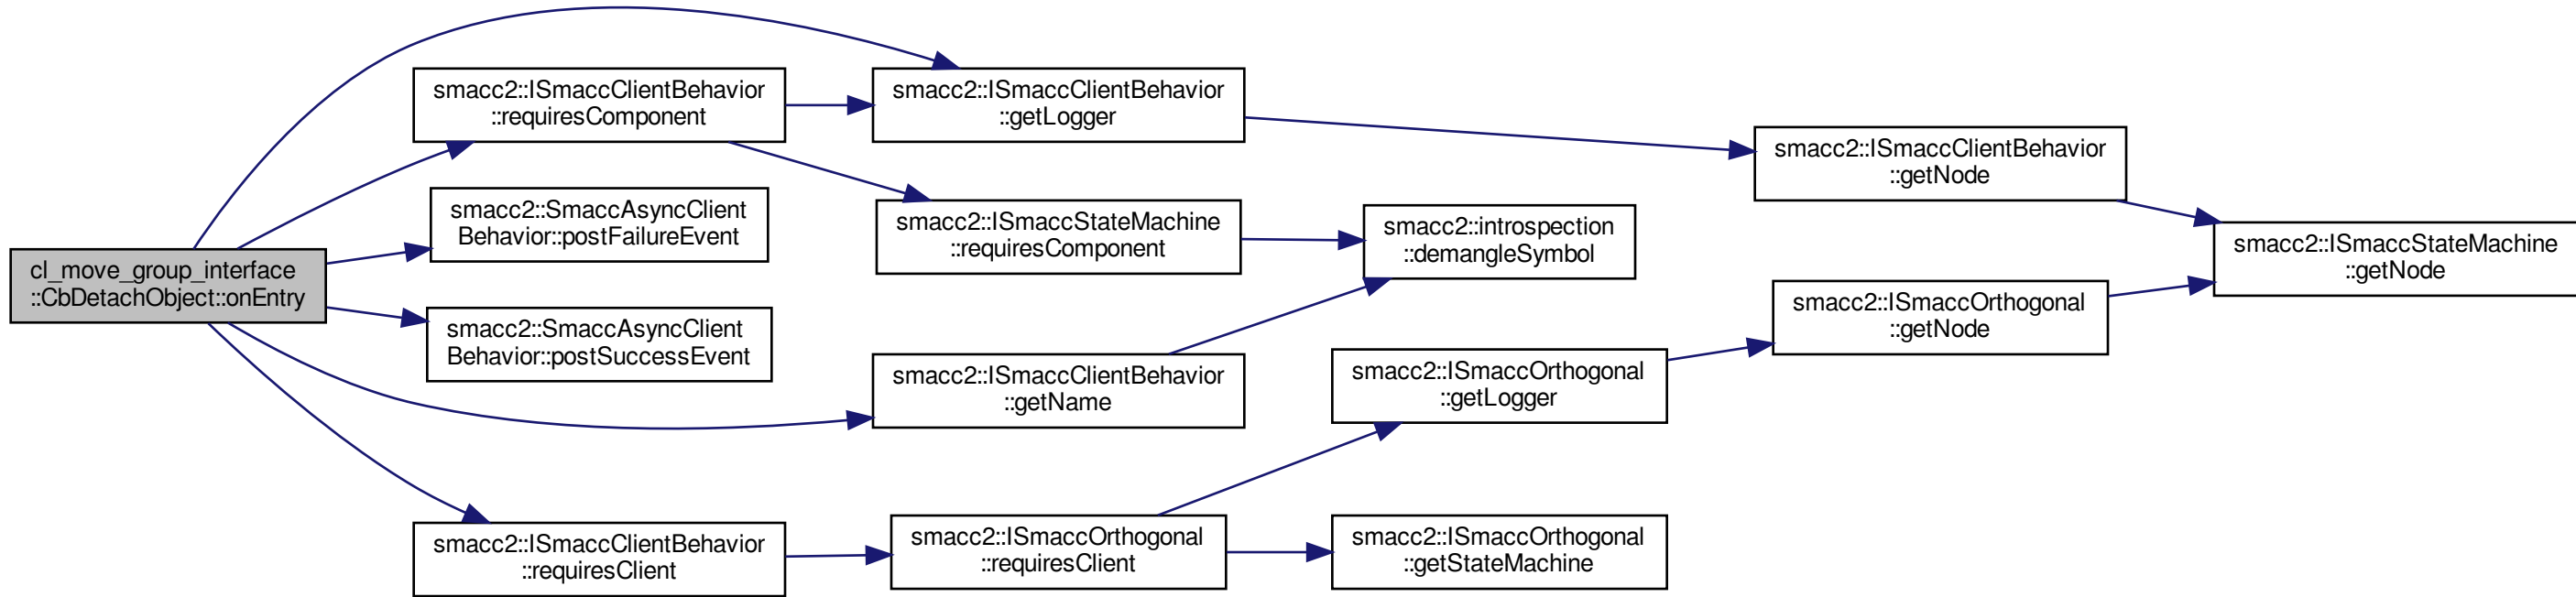 cl_move_group_interface
::CbDetachObject::onEntry
smacc2::ISmaccClientBehavior
::requiresComponent
smacc2::SmaccAsyncClient
Behavior::postFailureEvent
smacc2::SmaccAsyncClient
Behavior::postSuccessEvent
smacc2::ISmaccClientBehavior
::requiresClient
smacc2::ISmaccClientBehavior
::getLogger
smacc2::ISmaccStateMachine
::requiresComponent
smacc2::ISmaccClientBehavior
::getName
smacc2::ISmaccOrthogonal
::requiresClient
smacc2::introspection
::demangleSymbol
smacc2::ISmaccOrthogonal
::getLogger
smacc2::ISmaccOrthogonal
::getStateMachine
smacc2::ISmaccClientBehavior
::getNode
smacc2::ISmaccOrthogonal
::getNode
smacc2::ISmaccStateMachine
::getNode